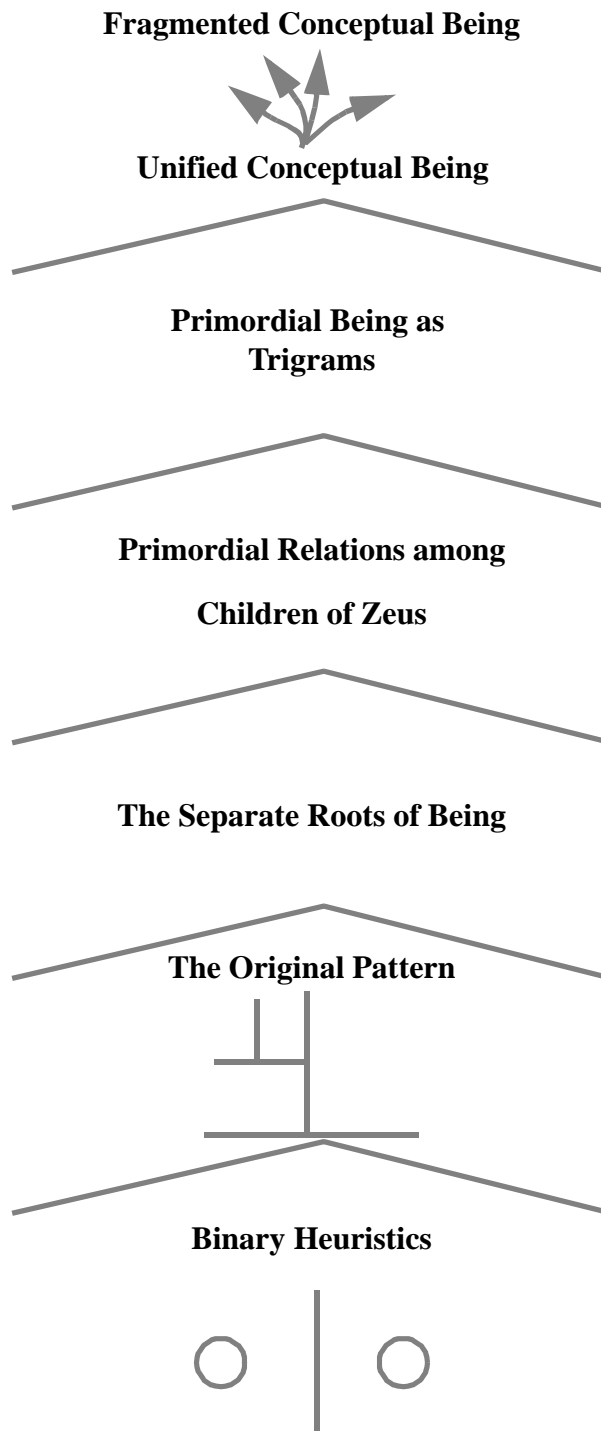 Fragmented Conceptual Being
Unified Conceptual Being
Primordial Being as
Trigrams
Primordial Relations among
Children of Zeus
The Separate Roots of Being
The Original Pattern
Binary Heuristics